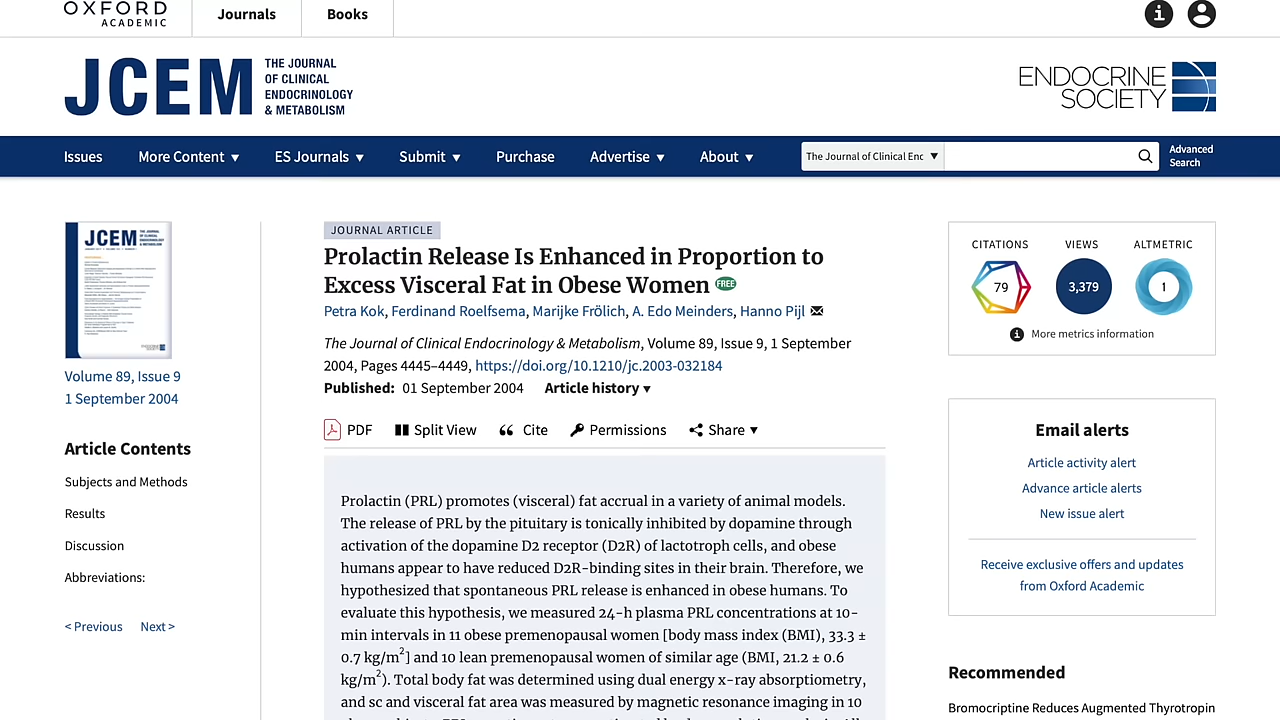 OXFORD
ACADEMIC
Journals
Books
JCEM
THE JOURNAL
OF CLINICAL
ENDOCRINOLOGY
& METABOLISM
ENDOCRINE
SOCIETY
Issues
More Content ▼
ES Journals ▼
Submit ▼
Purchase
Advertise ▼
About ▼
The Journal of Clinical Enc ▼
Advanced
Search
JCEM
Volume 89, Issue 9
1 September 2004
Article Contents
Subjects and Methods
Results
Discussion
Abbreviations:
< Previous
Next >
JOURNAL ARTICLE
Prolactin Release Is Enhanced in Proportion to
Excess Visceral Fat in Obese Women FREE
Petra Kok, Ferdinand Roelfsema, Marijke Frölich, A. Edo Meinders, Hanno Pijl
The Journal of Clinical Endocrinology & Metabolism, Volume 89, Issue 9, 1 September
2004, Pages 4445–4449, https://doi.org/10.1210/jc.2003-032184
Published: 01 September 2004 Article history ▼
PDF
Split View
Cite
Permissions
Share ▼
Prolactin (PRL) promotes (visceral) fat accrual in a variety of animal models.
The release of PRL by the pituitary is tonically inhibited by dopamine through
activation of the dopamine D2 receptor (D2R) of lactotroph cells, and obese
humans appear to have reduced D2R-binding sites in their brain. Therefore, we
hypothesized that spontaneous PRL release is enhanced in obese humans. To
evaluate this hypothesis, we measured 24-h plasma PRL concentrations at 10-
min intervals in 11 obese premenopausal women [body mass index (BMI), 33.3 ±
0.7 kg/m²] and 10 lean premenopausal women of similar age (BMI, 21.2 ± 0.6
kg/m²). Total body fat was determined using dual energy x-ray absorptiometry,
and sc and visceral fat area was measured by magnetic resonance imaging in 10
CITATIONS
VIEWS
ALTMETRIC
79
3,379
1
More metrics information
Email alerts
Article activity alert
Advance article alerts
New issue alert
Receive exclusive offers and updates
from Oxford Academic
Recommended
Bromocriptine Reduces Augmented Thyrotropin